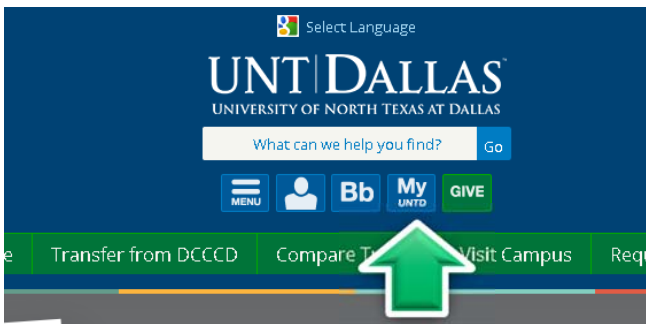 Select Language
UNT DALLAS
UNIVERSITY OF NORTH TEXAS AT DALLAS
What can we help you find? Go
MENU Bb My UNTD GIVE
e Transfer from DCCCD Compare T Visit Campus Requ